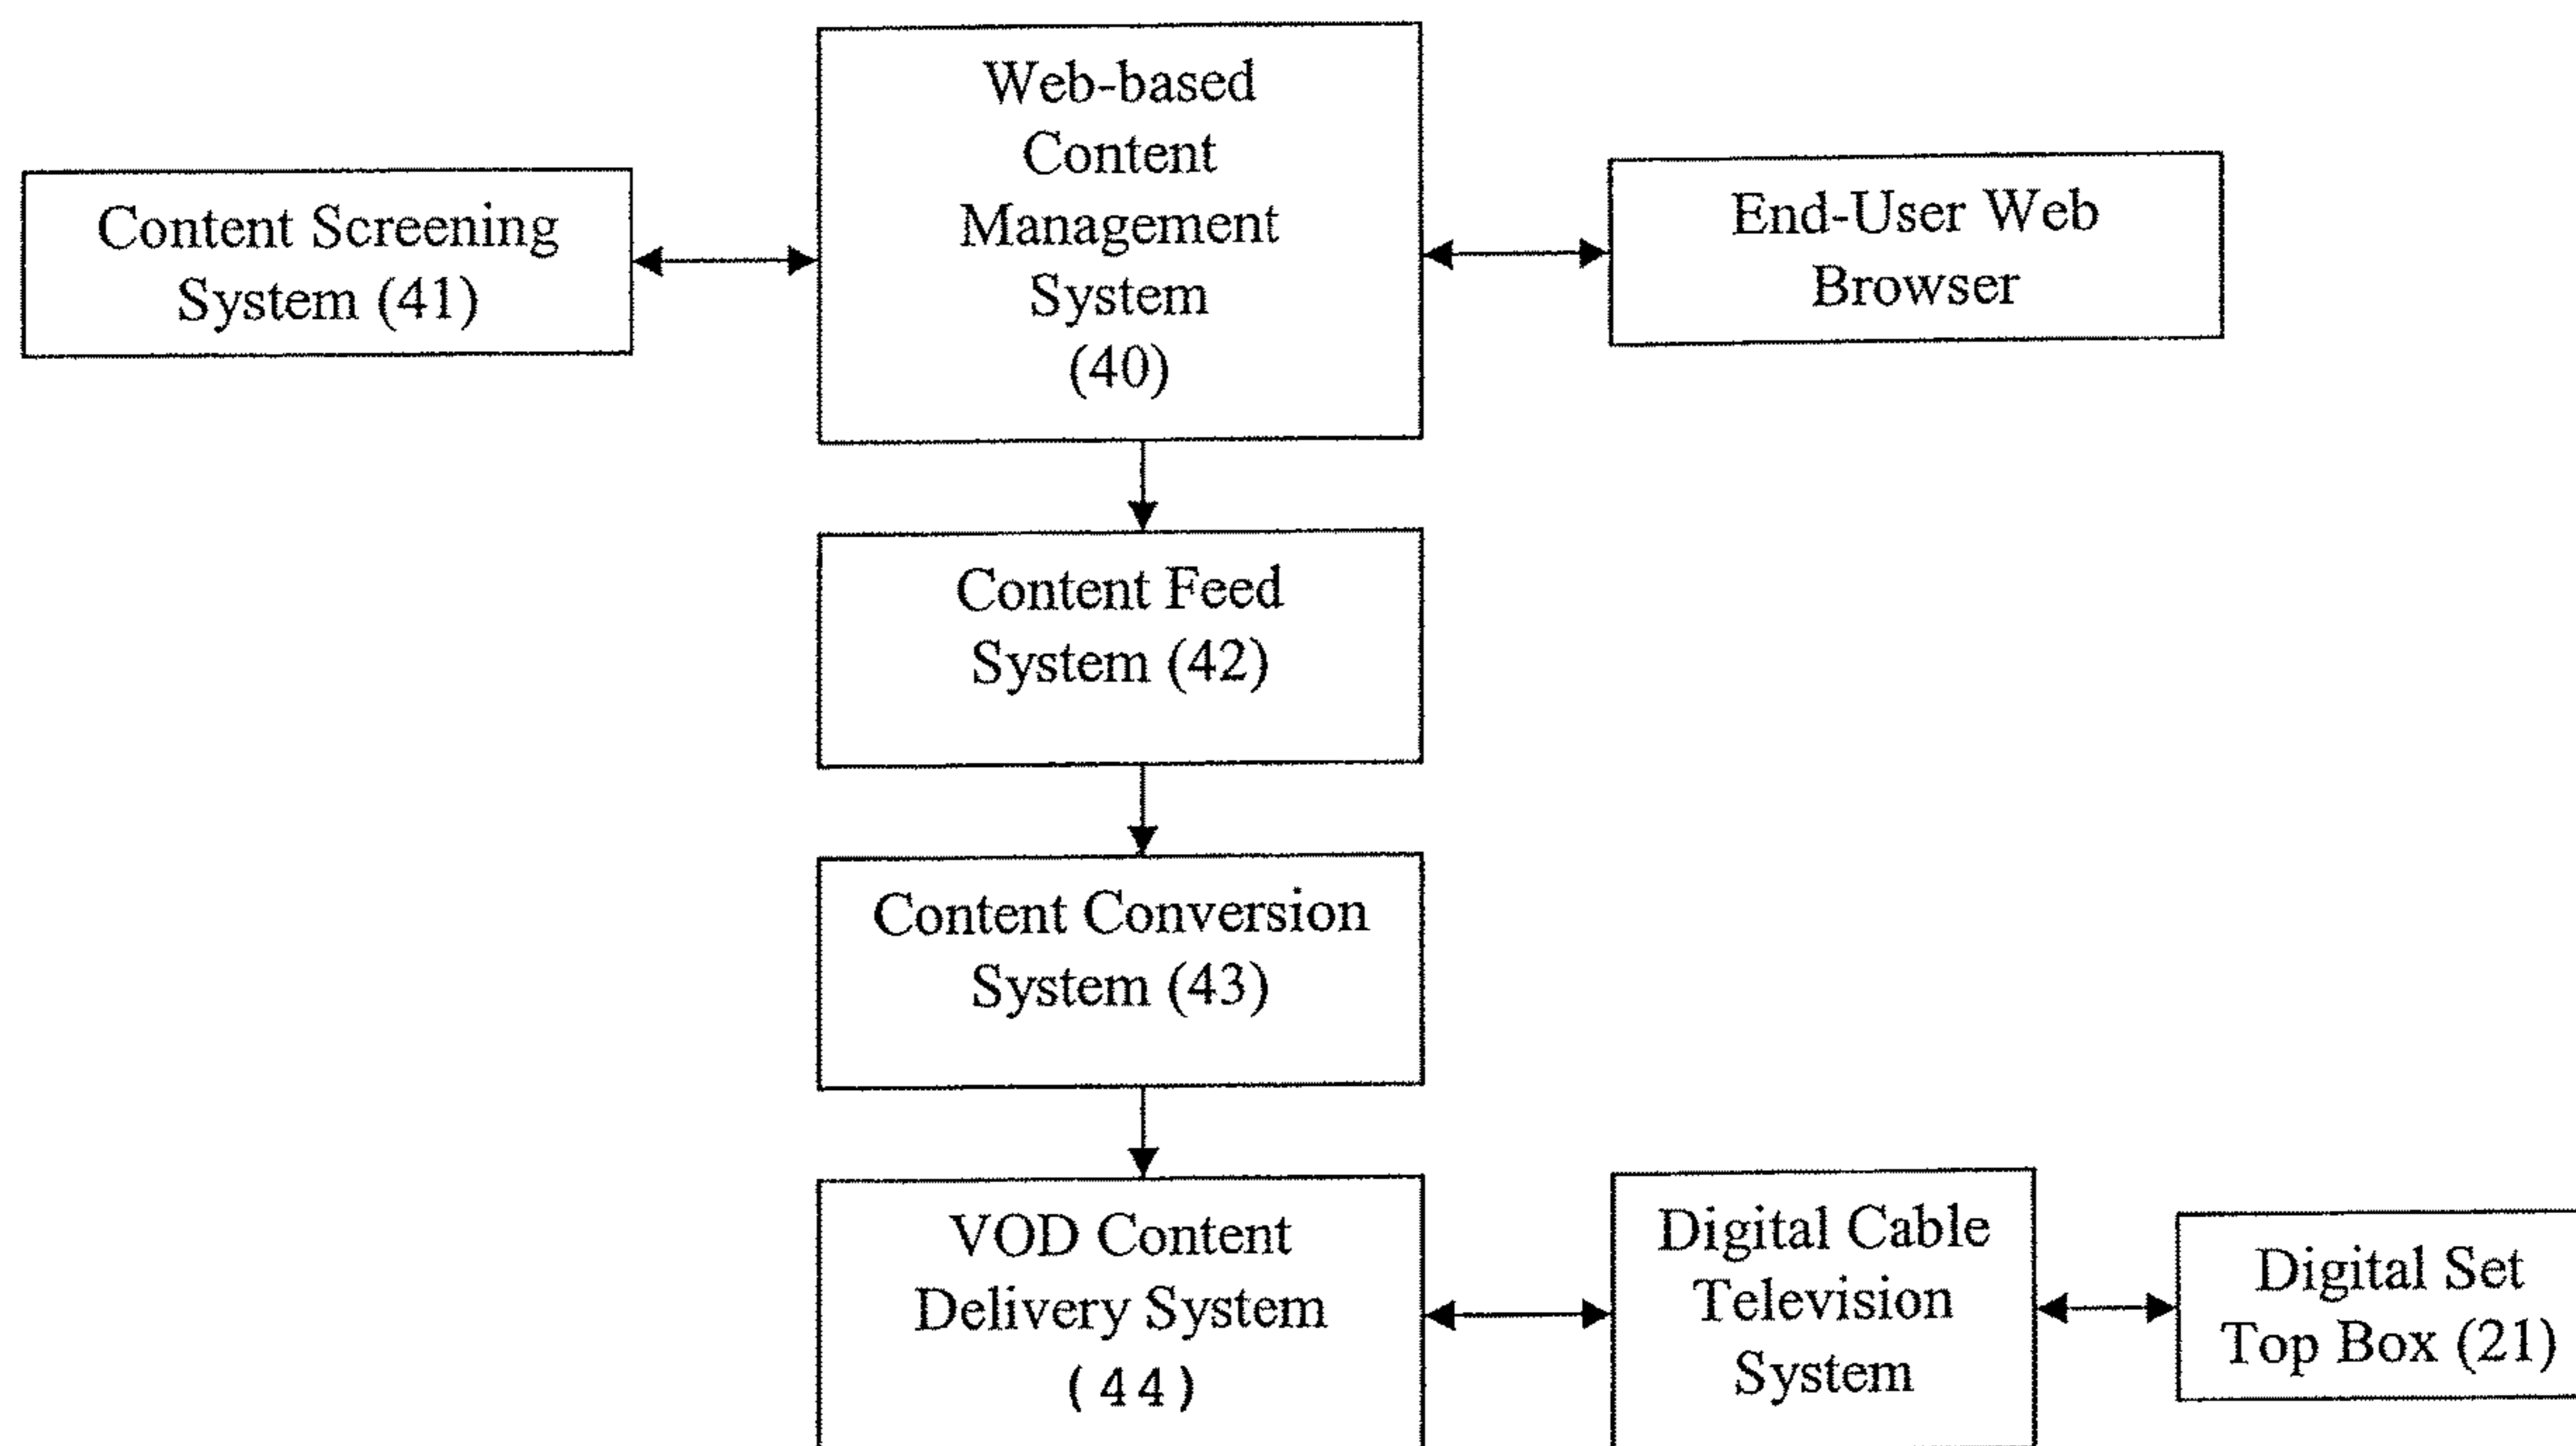 Web-based
Content
Management
System
(40)
Content Screening
System (41)
End-User Web
Browser
Content Feed
System (42)
Content Conversion
System (43)
VOD Content
Delivery System
(44)
Digital Cable
Television
System
Digital Set
Top Box (21)